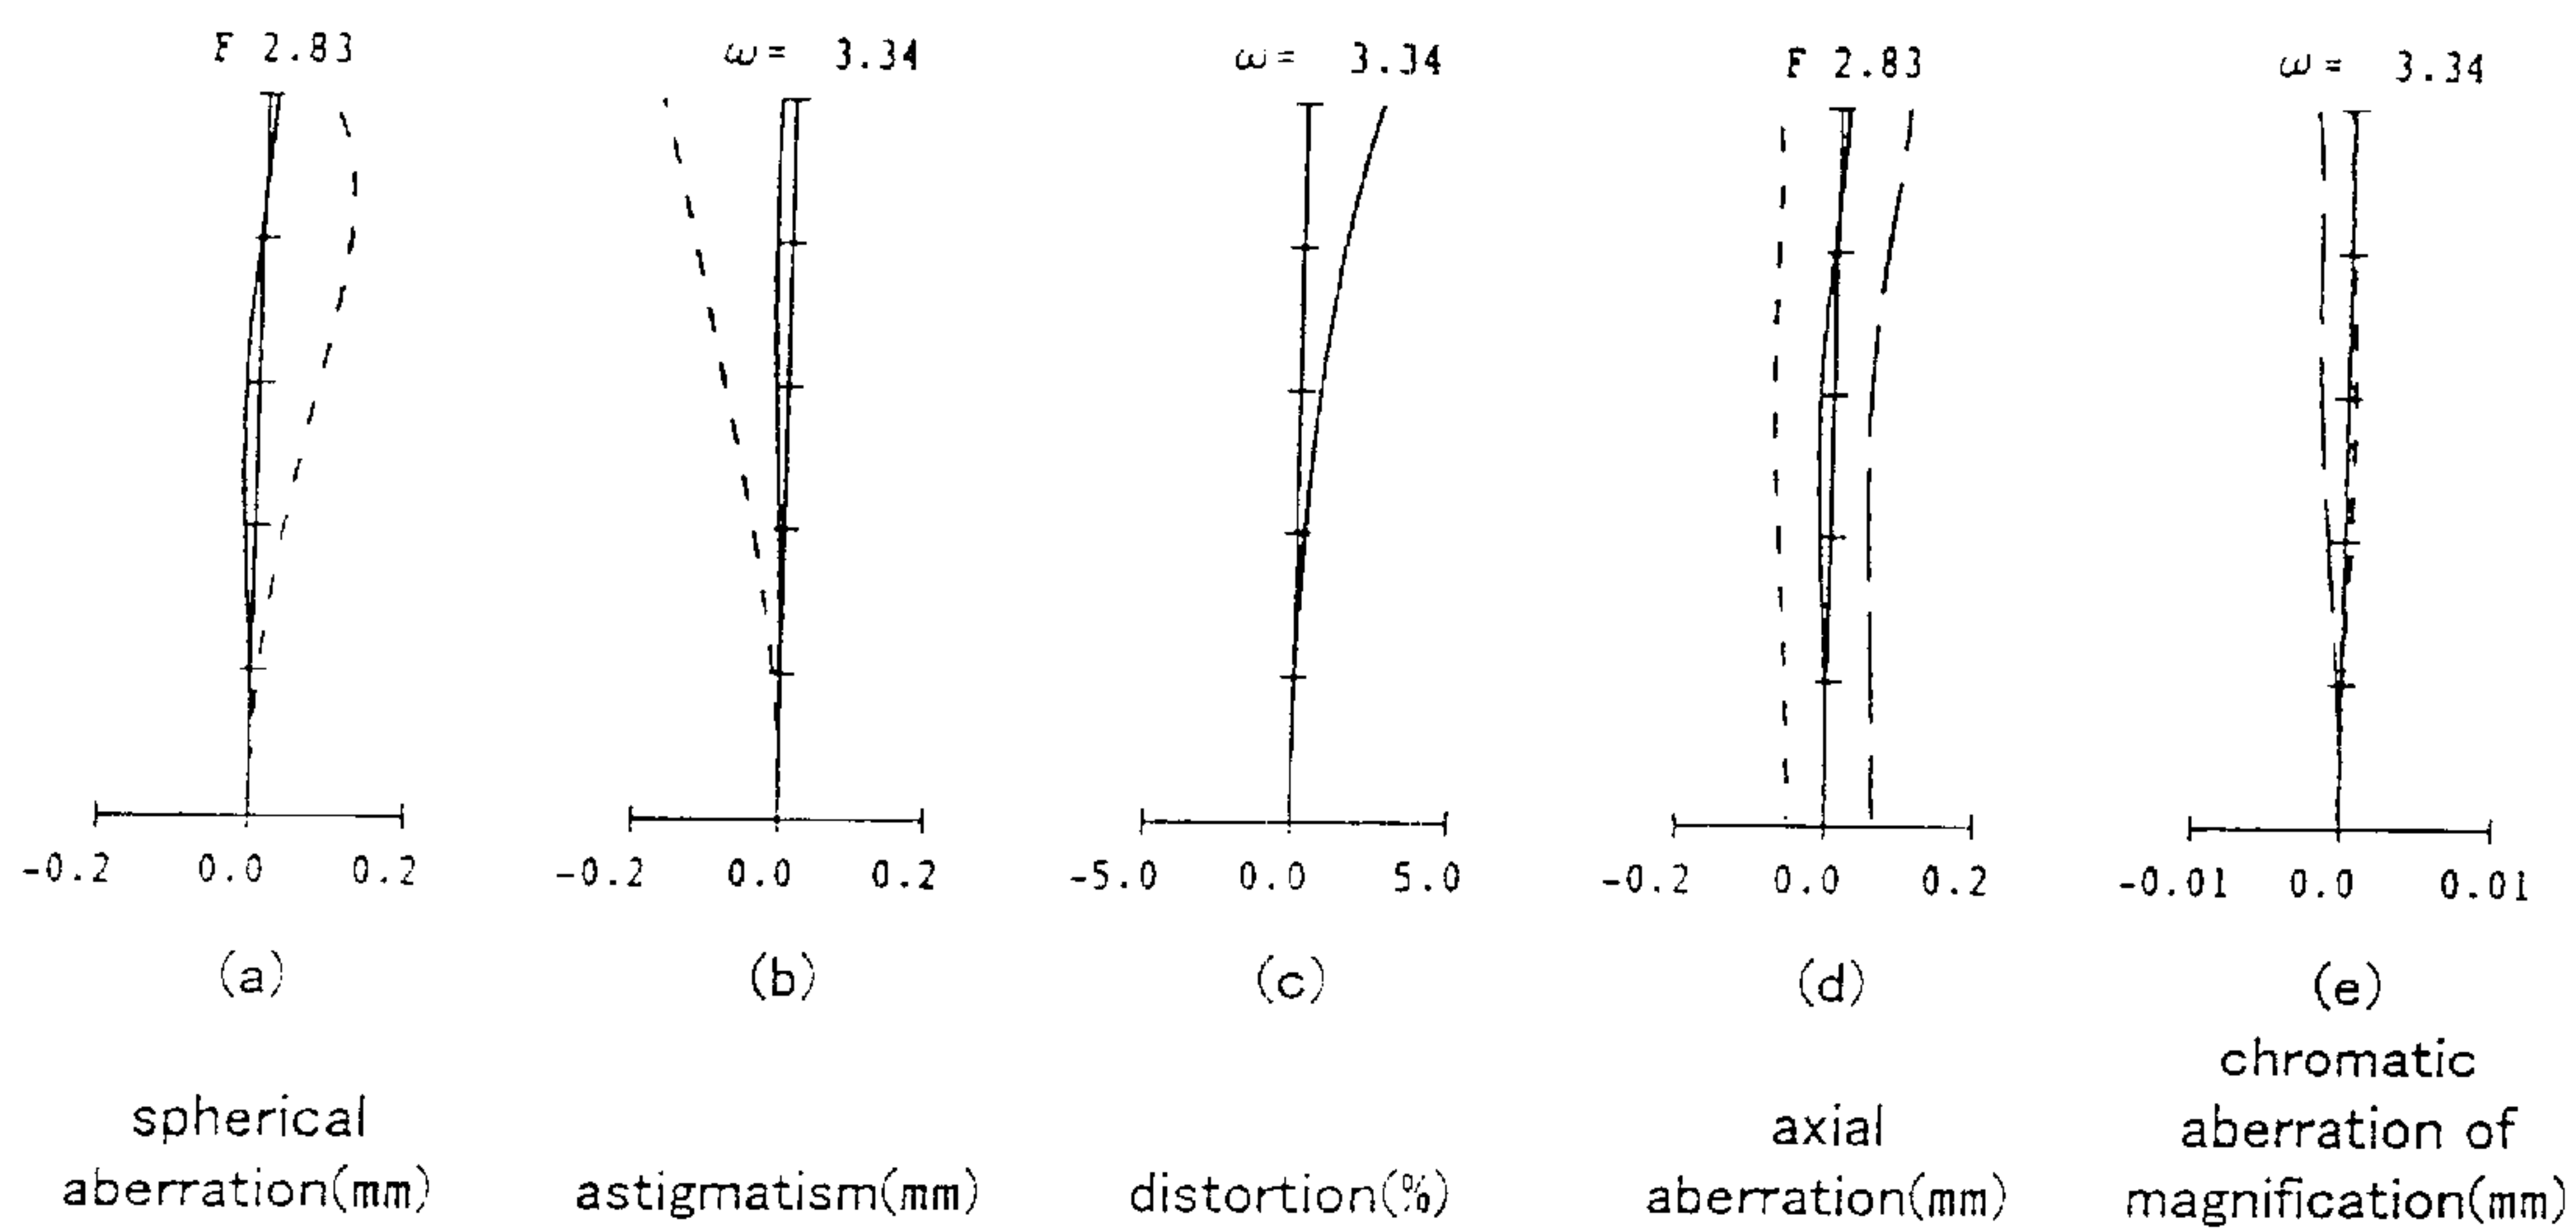 F 2.83
ω= 3.34
ω= 3.34
F 2.83
ω= 3.34
-0.2 0.0 0.2
-0.2 0.0 0.2
-5.0 0.0 5.0
-0.2 0.0 0.2
-0.01 0.0 0.01
(a)
(b)
(c)
(d)
(e)
spherical
aberration(mm)
astigmatism(mm)
distortion(%)
axial
aberration(mm)
chromatic
aberration of
magnification(mm)